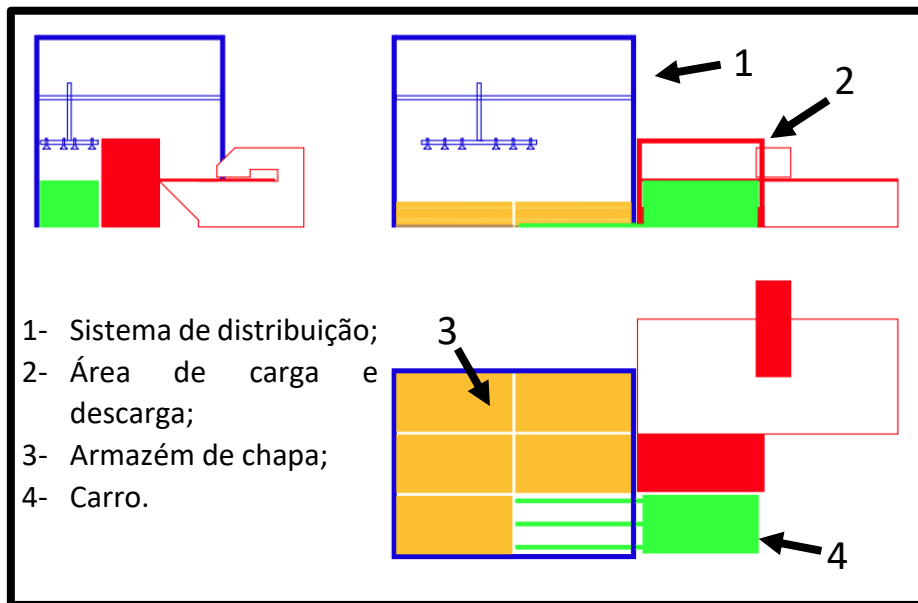 1
2
3
1- Sistema de distribuição;
2- Área de carga e
descarga;
3- Armazém de chapa;
4- Carro.
4